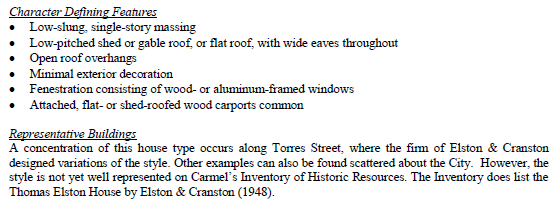 Character Defining Features
• Low-slung, single-story massing
• Low-pitched shed or gable roof, or flat roof, with wide eaves throughout
• Open roof overhangs
• Minimal exterior decoration
• Fenestration consisting of wood- or aluminum-framed windows
• Attached, flat- or shed-roofed wood carports common
Representative Buildings
A concentration of this house type occurs along Torres Street, where the firm of Elston & Cranston
designed variations of the style. Other examples can also be found scattered about the City. However, the
style is not yet well represented on Carmel's Inventory of Historic Resources. The Inventory does list the
Thomas Elston House by Elston & Cranston (1948).